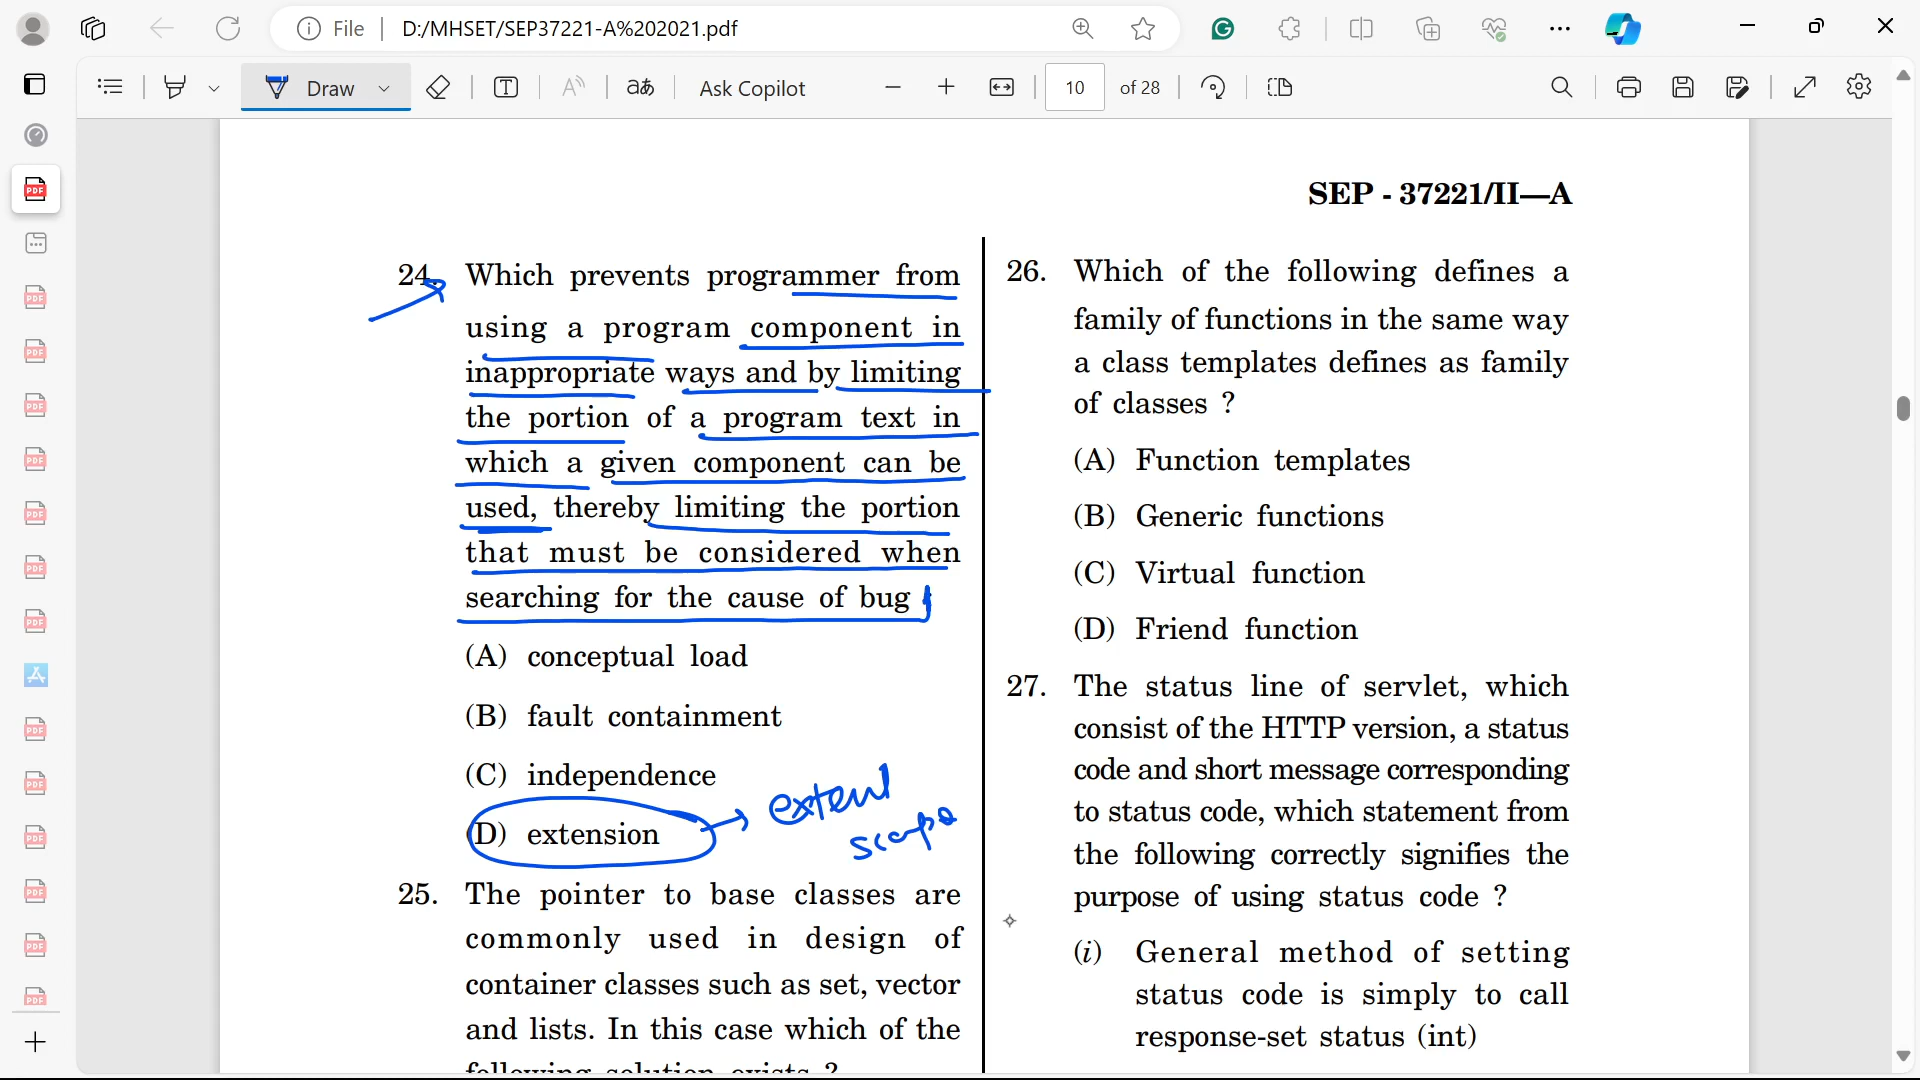 File
D:/MHSET/SEP37221-A%202021.pdf
Draw
Ask Copilot
10 of 28
SEP - 37221/II—A
24. Which prevents programmer from
using a program component in
inappropriate ways and by limiting
the portion of a program text in
which a given component can be
used, thereby limiting the portion
that must be considered when
searching for the cause of bug
(A) conceptual load
(B) fault containment
(C) independence
(D) extension
extend
scope
25. The pointer to base classes are
commonly used in design of
container classes such as set, vector
and lists. In this case which of the
following solution exists ?
26. Which of the following defines a
family of functions in the same way
a class templates defines as family
of classes ?
(A) Function templates
(B) Generic functions
(C) Virtual function
(D) Friend function
27. The status line of servlet, which
consist of the HTTP version, a status
code and short message corresponding
to status code, which statement from
the following correctly signifies the
purpose of using status code ?
(i) General method of setting
status code is simply to call
response-set status (int)